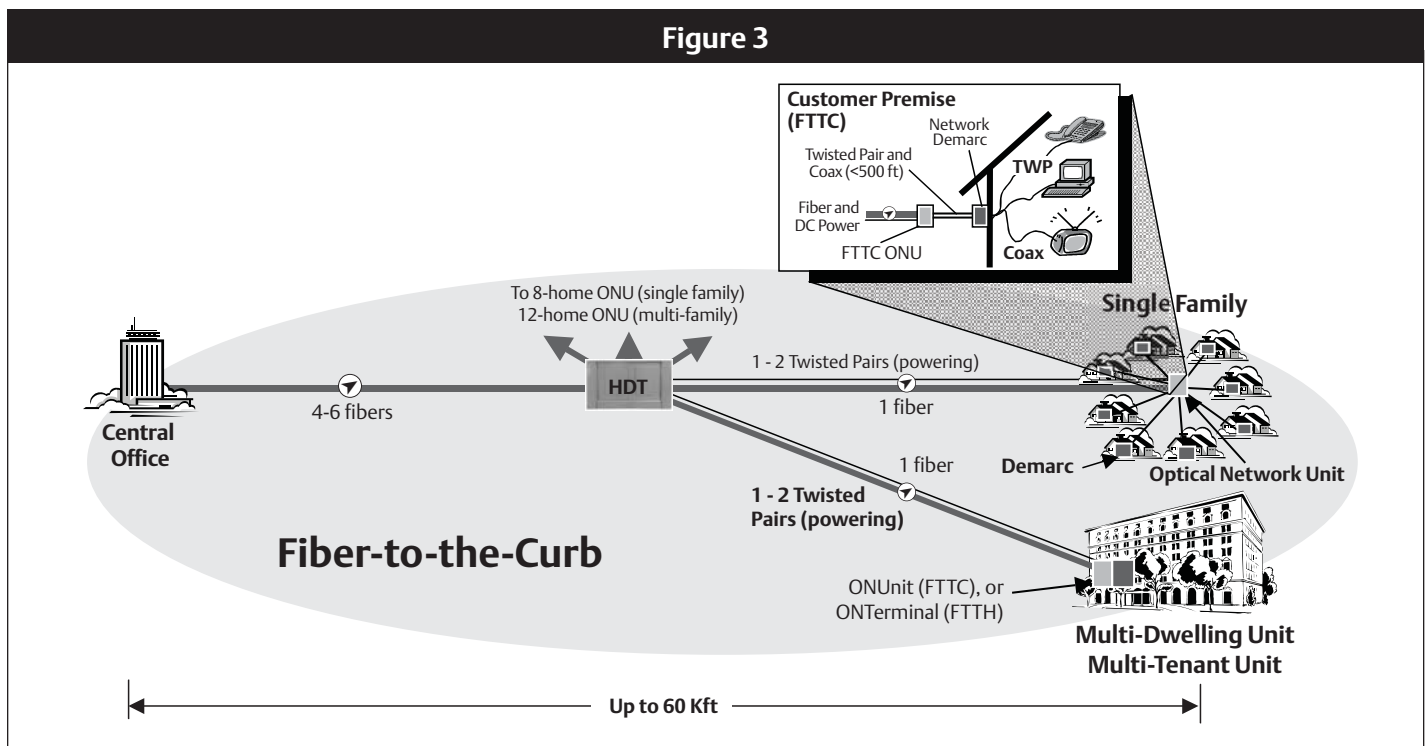 Figure 3
Customer Premise
(FTTC)
Network
Demarc
Twisted Pair and
Coax (<500 ft)
TWP
Fiber and
DC Power
FTTC ONU
Coax
To 8-home ONU (single family)
12-home ONU (multi-family)
Single Family
HDT
1 - 2 Twisted Pairs (powering)
4-6 fibers
1 fiber
Central
Office
Demarc
Optical Network Unit
1 fiber
1 - 2 Twisted
Pairs (powering)
Fiber-to-the-Curb
ONUnit (FTTC), or
ONTerminal (FTTH)
Multi-Dwelling Unit
Multi-Tenant Unit
Up to 60 Kft